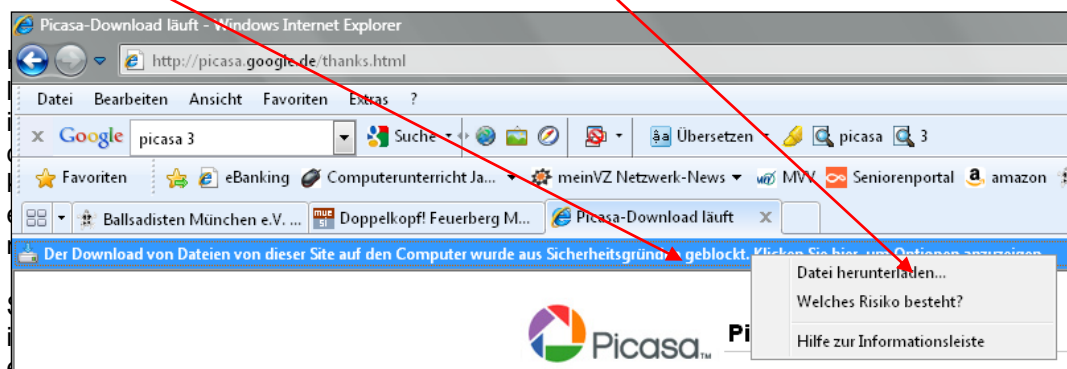 Picasa-Download läuft - Windows Internet Explorer
http://picasa.google.de/thanks.html
Datei Bearbeiten Ansicht Favoriten Extras ?
x Google picasa 3 Suche Übersetzen picasa 3
Favoriten eBanking Computerunterricht Ja... meinVZ Netzwerk-News MVV Seniorenportal amazon
Ballsadisten München e.V. ... Doppelkopf! Feuerberg M... Picasa-Download läuft x
Der Download von Dateien von dieser Site auf den Computer wurde aus Sicherheitsgründen geblockt. Klicken Sie hier, um Optionen anzuzeigen...
Datei herunterladen...
Welches Risiko besteht?
Hilfe zur Informationsleiste
Picasa™ Pi